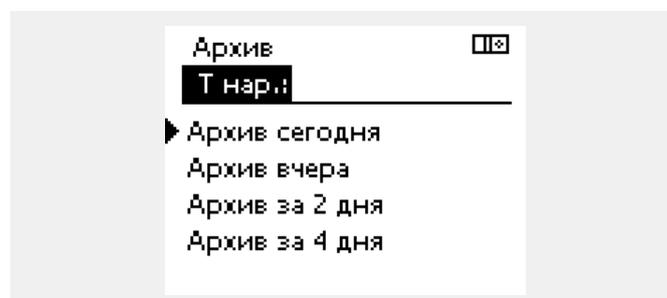 Архив
Т нар.:
Архив сегодня
Архив вчера
Архив за 2 дня
Архив за 4 дня